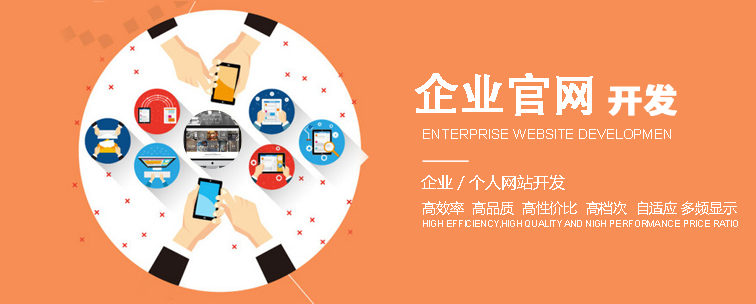 企业官网 开发
ENTERPRISE WEBSITE DEVELOPMEN
企业 / 个人网站开发
高效率 高品质 高性价比 高档次 自适应 多频显示
HIGH EFFICIENCY,HIGH QUALITY AND NIGH PERFORMANCE PRICE RATIO